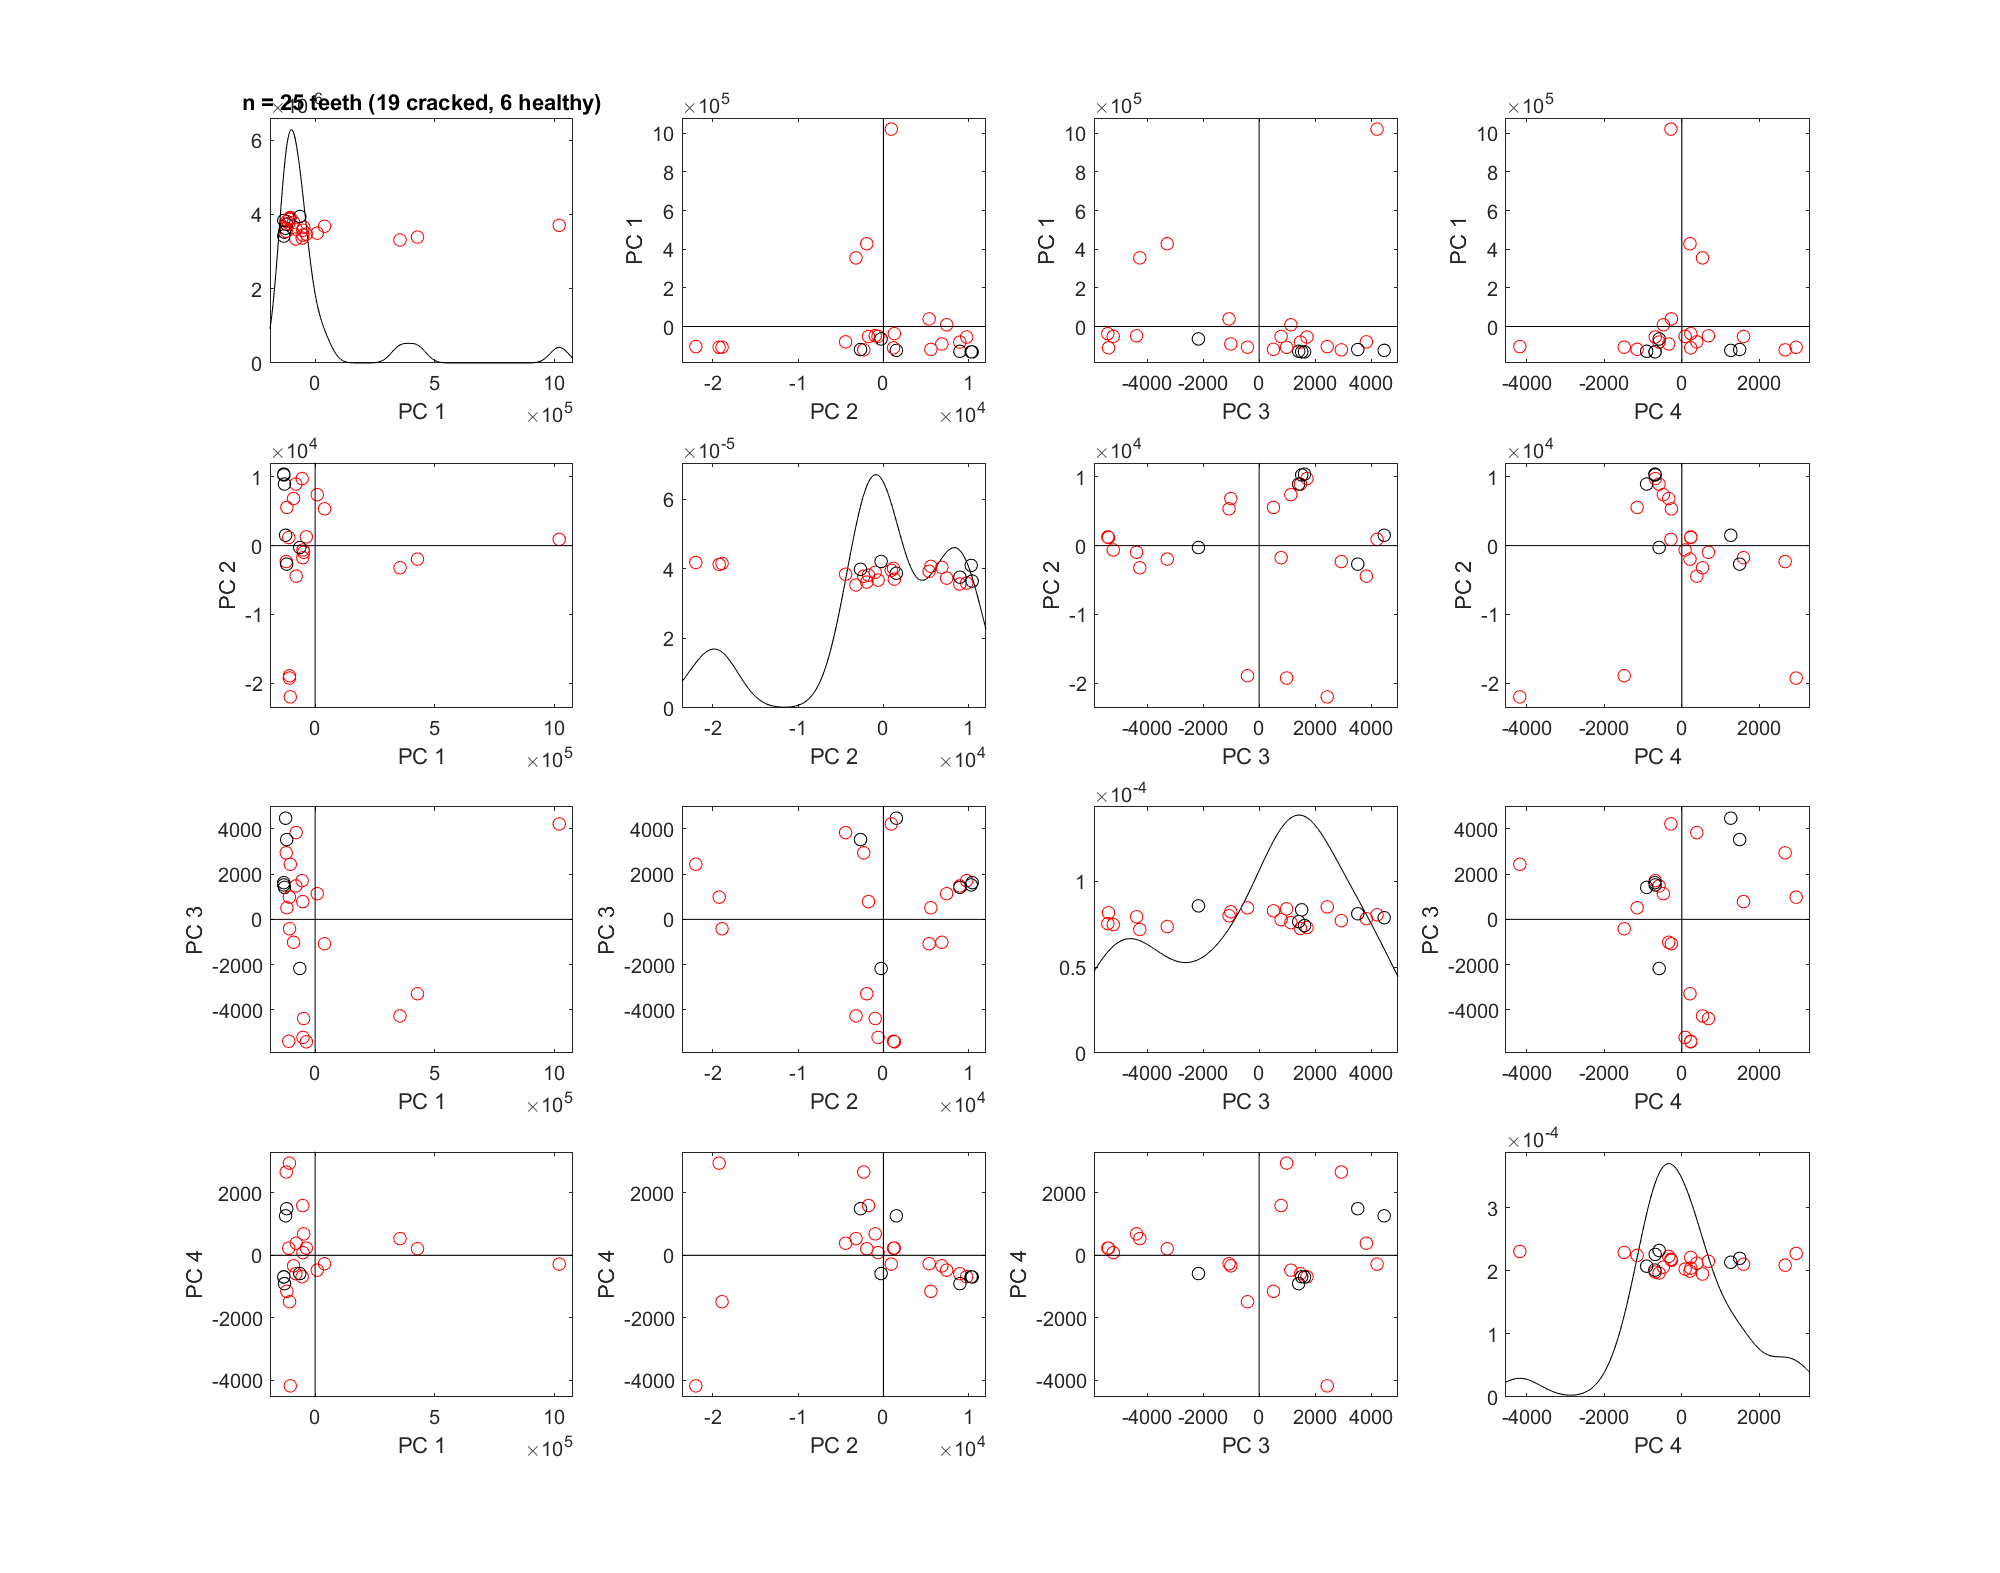 n = 25 teeth (19 cracked, 6 healthy)
×10^-6 ×10^5 ×10^5 ×10^5
6 10 10 10
8 8 8
4 6 6 6
PC 1 PC 1 PC 1
4 4 4
2 2 2 2
0 0 0
0
0 5 10 -2 -1 0 1 -4000 -2000 0 2000 4000 -4000 -2000 0 2000
PC 1 ×10^5 PC 2 ×10^4 PC 3 PC 4
×10^4 ×10^-5 ×10^4 ×10^4
1 6 1 1
0 4 0 0
PC 2 PC 2 PC 2
-1 2 -1 -1
-2 0 -2 -2
0 5 10 -2 -1 0 1 -4000 -2000 0 2000 4000 -4000 -2000 0 2000
PC 1 ×10^5 PC 2 ×10^4 PC 3 PC 4
×10^-4
4000 4000 4000
2000 2000 1 2000
PC 3 PC 3 PC 3
0 0 0
-2000 -2000 0.5 -2000
-4000 -4000 -4000
0
0 5 10 -2 -1 0 1 -4000 -2000 0 2000 4000 -4000 -2000 0 2000
PC 1 ×10^5 PC 2 ×10^4 PC 3 PC 4
×10^-4
2000 2000 2000 3
0 0 0 2
PC 4 PC 4 PC 4
-2000 -2000 -2000 1
-4000 -4000 -4000 0
0 5 10 -2 -1 0 1 -4000 -2000 0 2000 4000 -4000 -2000 0 2000
PC 1 ×10^5 PC 2 ×10^4 PC 3 PC 4